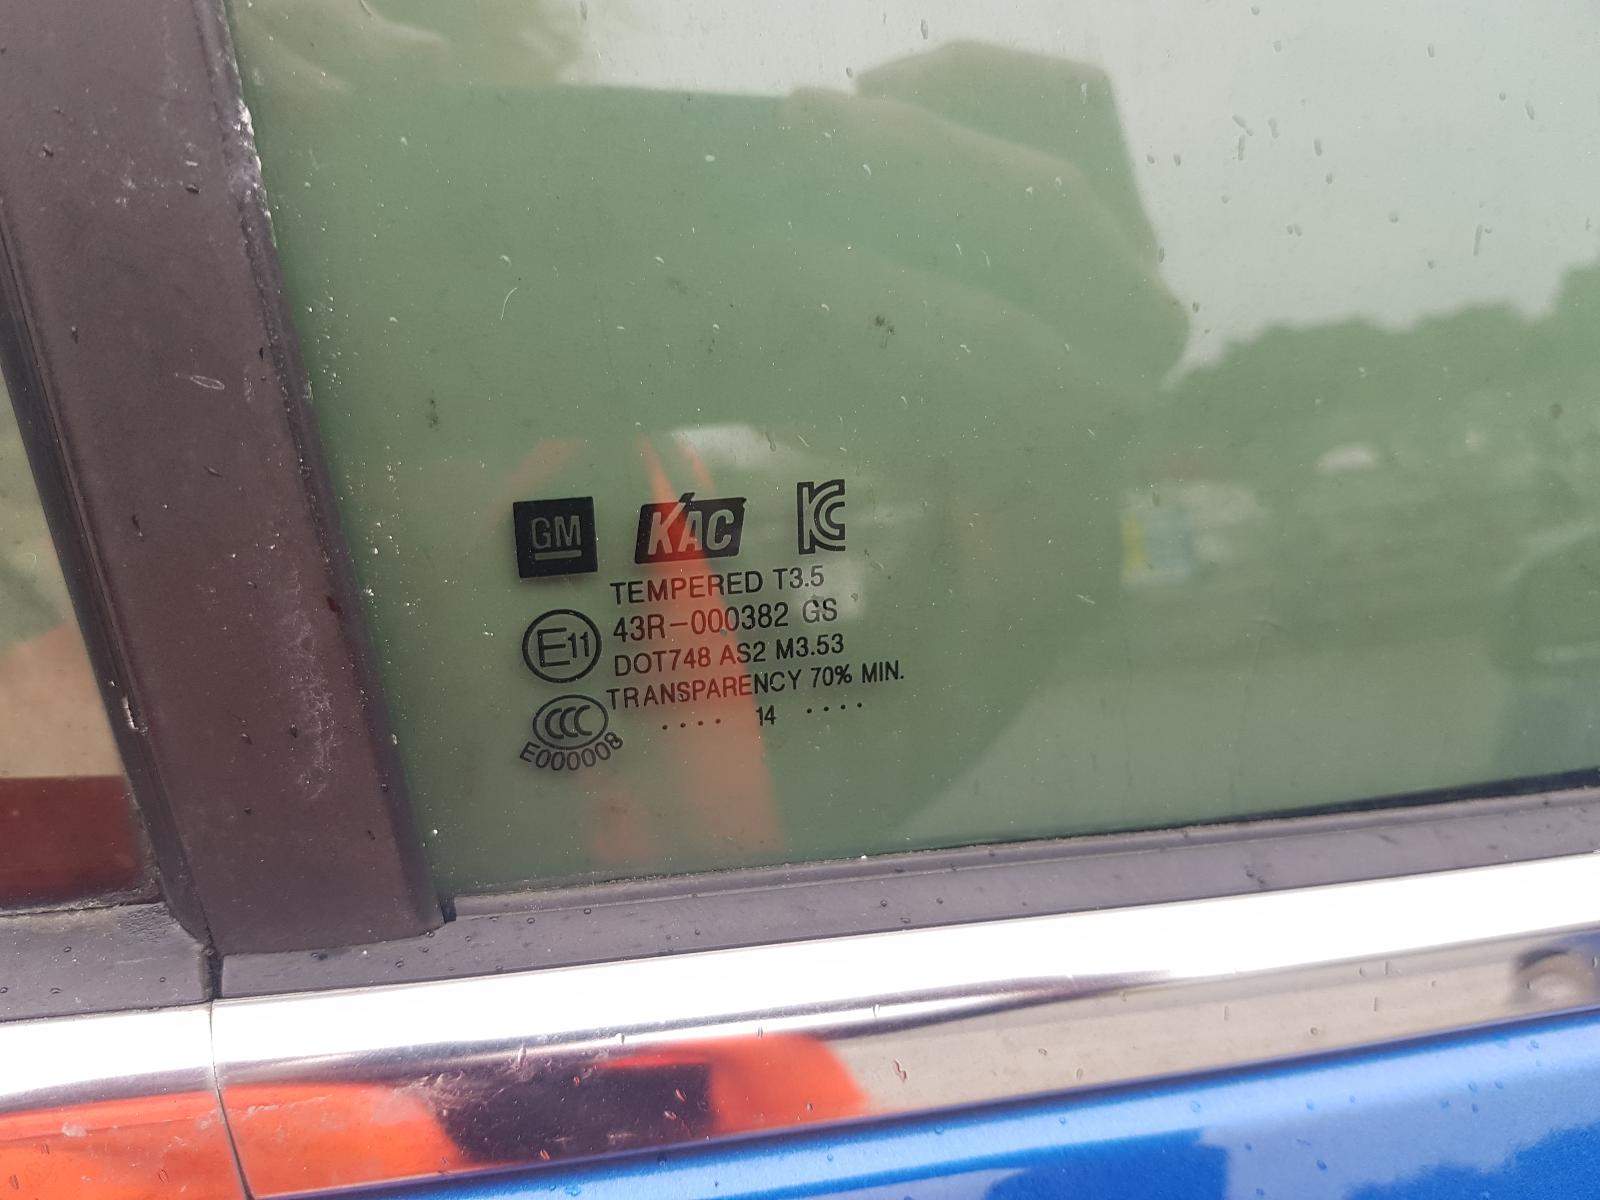 GM KAC KC
TEMPERED T3.5
E11 43R-000382 GS
DOT748 AS2 M3.53
TRANSPARENCY 70% MIN.
CCC .... 14 ....
E000008